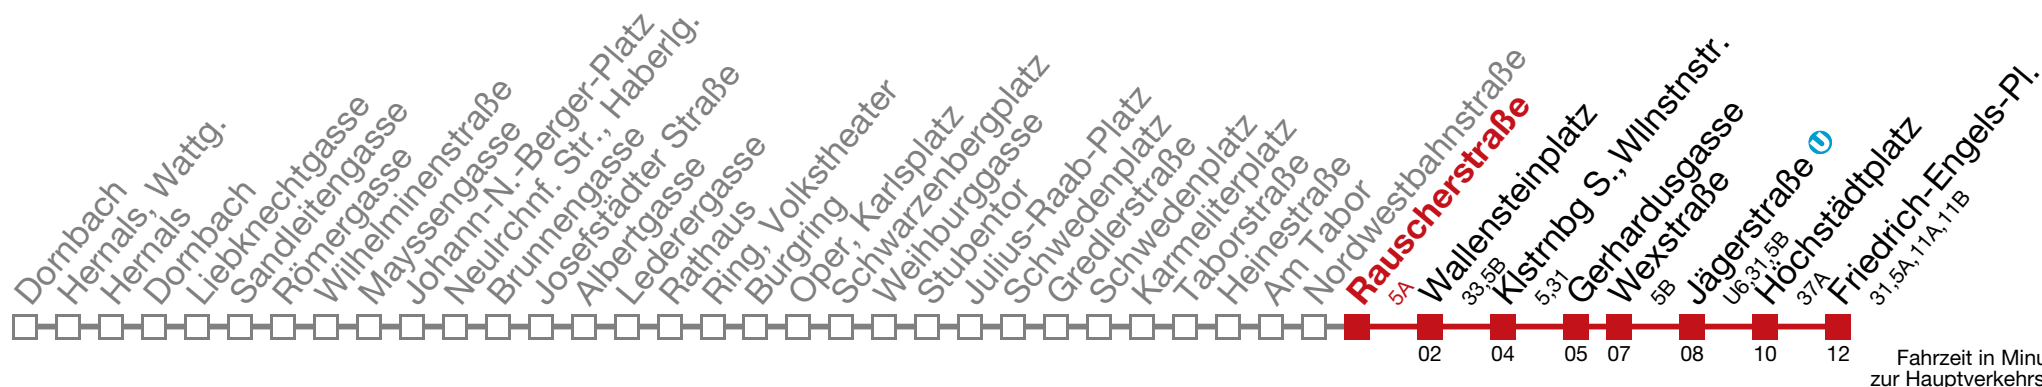 Dornbach
Hernals, Wattg.
Hernals
Dornbach
Liebknechtgasse
Sandleitengasse
Römergasse
Wilhelminenstraße
Mayssengasse
Johann-N.-Berger-Platz
Neulrchnf. Str., Haberlg.
Brunnengasse
Josefstädter Straße
Albertgasse
Lederergasse
Rathaus
Ring, Volkstheater
Burgring
Oper, Karlsplatz
Schwarzenbergplatz
Weihburggasse
Stubentor
Julius-Raab-Platz
Schwedenplatz
Gredlerstraße
Schwedenplatz
Karmeliterplatz
Taborstraße
Heinestraße
Am Tabor
Nordwestbahnstraße
Rauscherstraße
5A
Wallensteinplatz
33,5B
Klstrnbg S., Wllnstnstr.
5,31
Gerhardusgasse
Wexstraße
5B
Jägerstraße U
U6,31,5B
Höchstädtplatz
37A
Friedrich-Engels-Pl.
31,5A,11A,11B
02 04 05 07 08 10 12
Fahrzeit in Minu
zur Hauptverkehrs